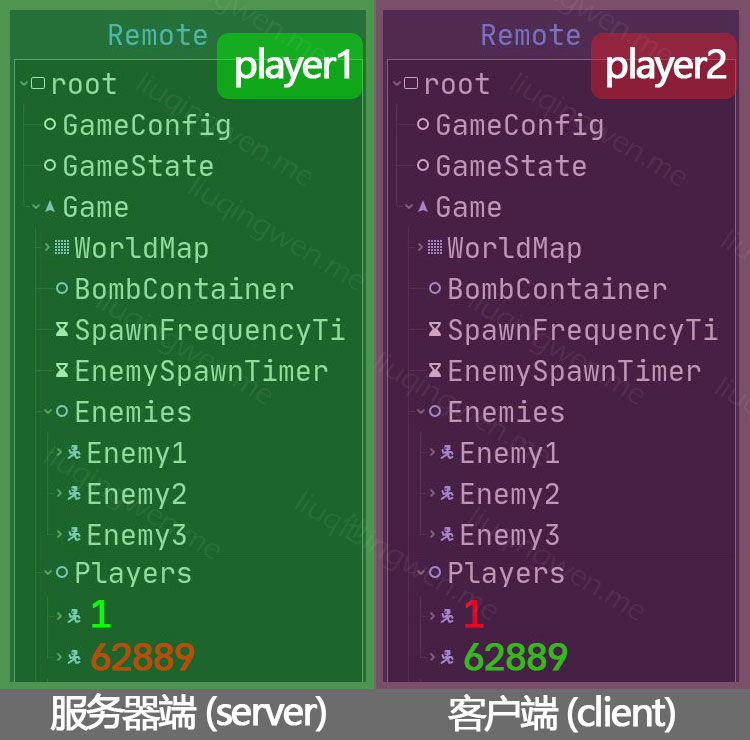 Remote
player1
root
GameConfig
GameState
Game
WorldMap
BombContainer
SpawnFrequencyTi
EnemySpawnTimer
Enemies
Enemy1
Enemy2
Enemy3
Players
1
62889
服务器端 (server)
Remote
player2
root
GameConfig
GameState
Game
WorldMap
BombContainer
SpawnFrequencyTi
EnemySpawnTimer
Enemies
Enemy1
Enemy2
Enemy3
Players
1
62889
客户端 (client)
liuqingwen.me